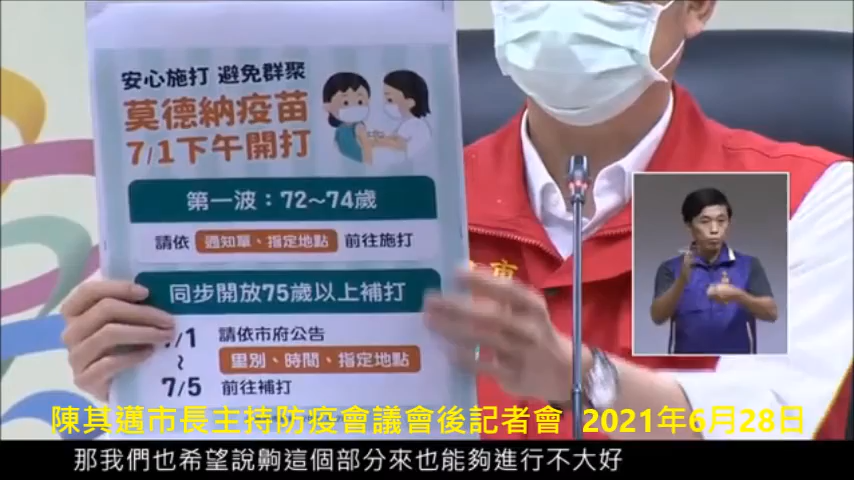 安心施打 避免群聚
莫德納疫苗
7/1下午開打
第一波：72～74歲
請依 通知單、指定地點 前往施打
同步開放75歲以上補打
/1 請依市府公告
～ 里別、時間、指定地點
7/5 前往補打
市
陳其邁市長主持防疫會議會後記者會 2021年6月28日
那我們也希望說齁這個部分來也能夠進行不大好